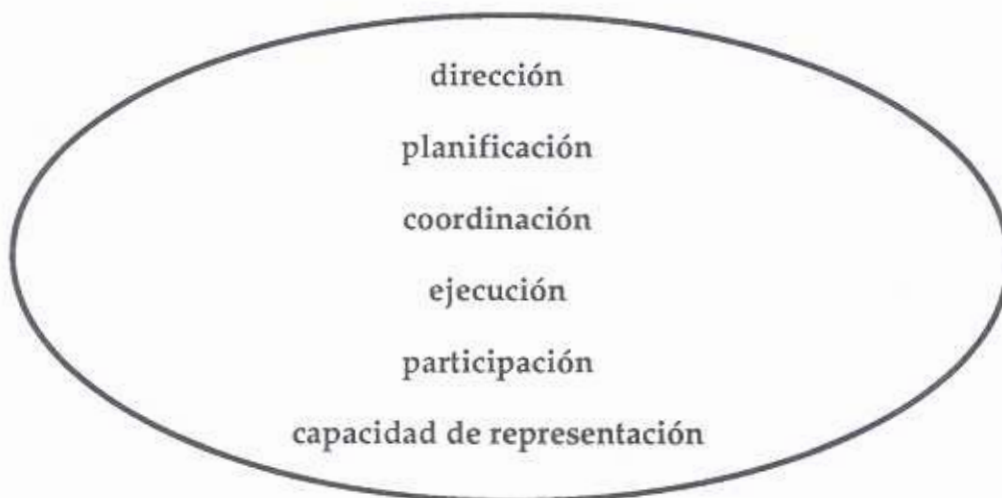 dirección
planificación
coordinación
ejecución
participación
capacidad de representación